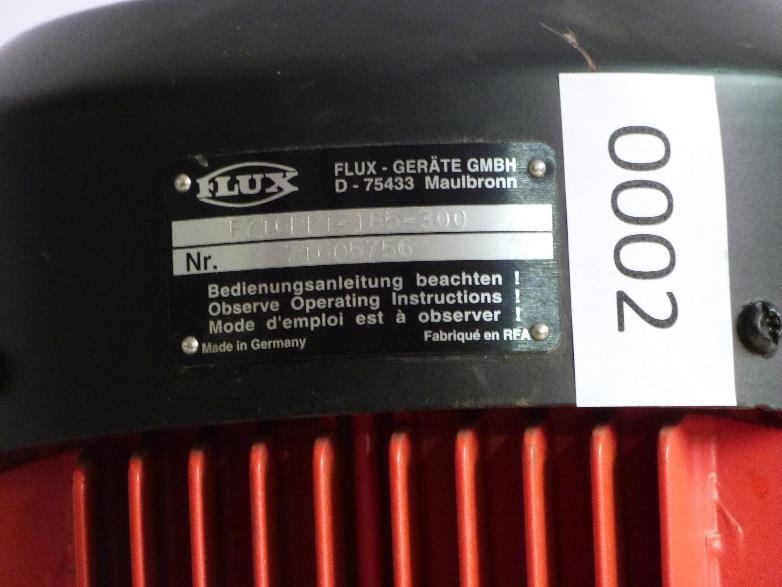 FLUX
FLUX - GERÄTE GMBH
D - 75433 Maulbronn
Nr. 71605756
Bedienungsanleitung beachten !
Observe Operating Instructions !
Mode d'emploi est à observer !
Made in Germany
Fabriqué en RFA
0002